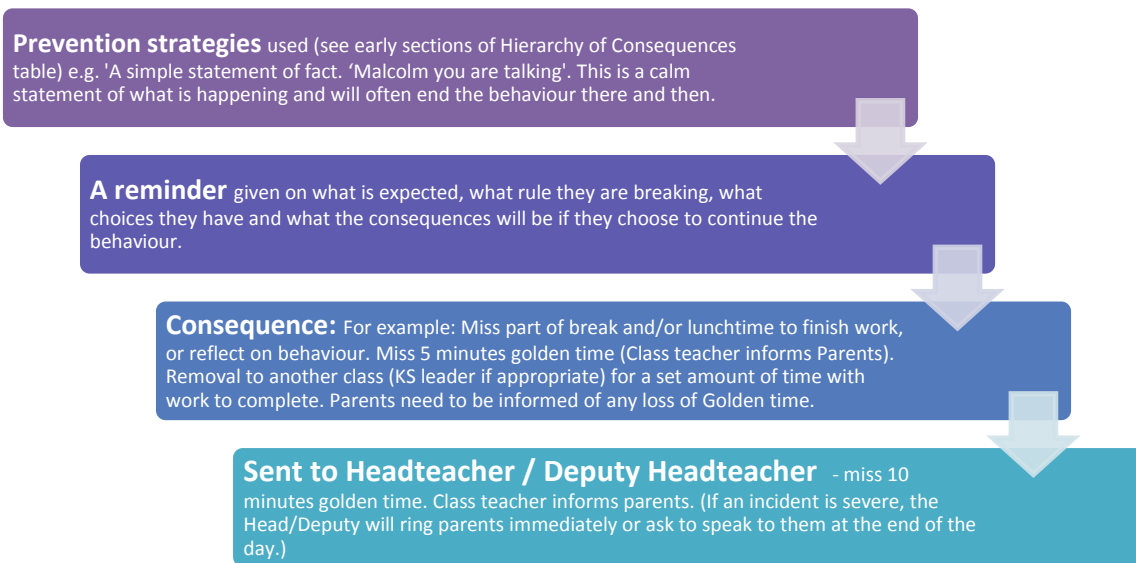 Prevention strategies used (see early sections of Hierarchy of Consequences
table) e.g. 'A simple statement of fact. ‘Malcolm you are talking'. This is a calm
statement of what is happening and will often end the behaviour there and then.
A reminder given on what is expected, what rule they are breaking, what
choices they have and what the consequences will be if they choose to continue the
behaviour.
Consequence: For example: Miss part of break and/or lunchtime to finish work,
or reflect on behaviour. Miss 5 minutes golden time (Class teacher informs Parents).
Removal to another class (KS leader if appropriate) for a set amount of time with
work to complete. Parents need to be informed of any loss of Golden time.
Sent to Headteacher / Deputy Headteacher - miss 10
minutes golden time. Class teacher informs parents. (If an incident is severe, the
Head/Deputy will ring parents immediately or ask to speak to them at the end of the
day.)